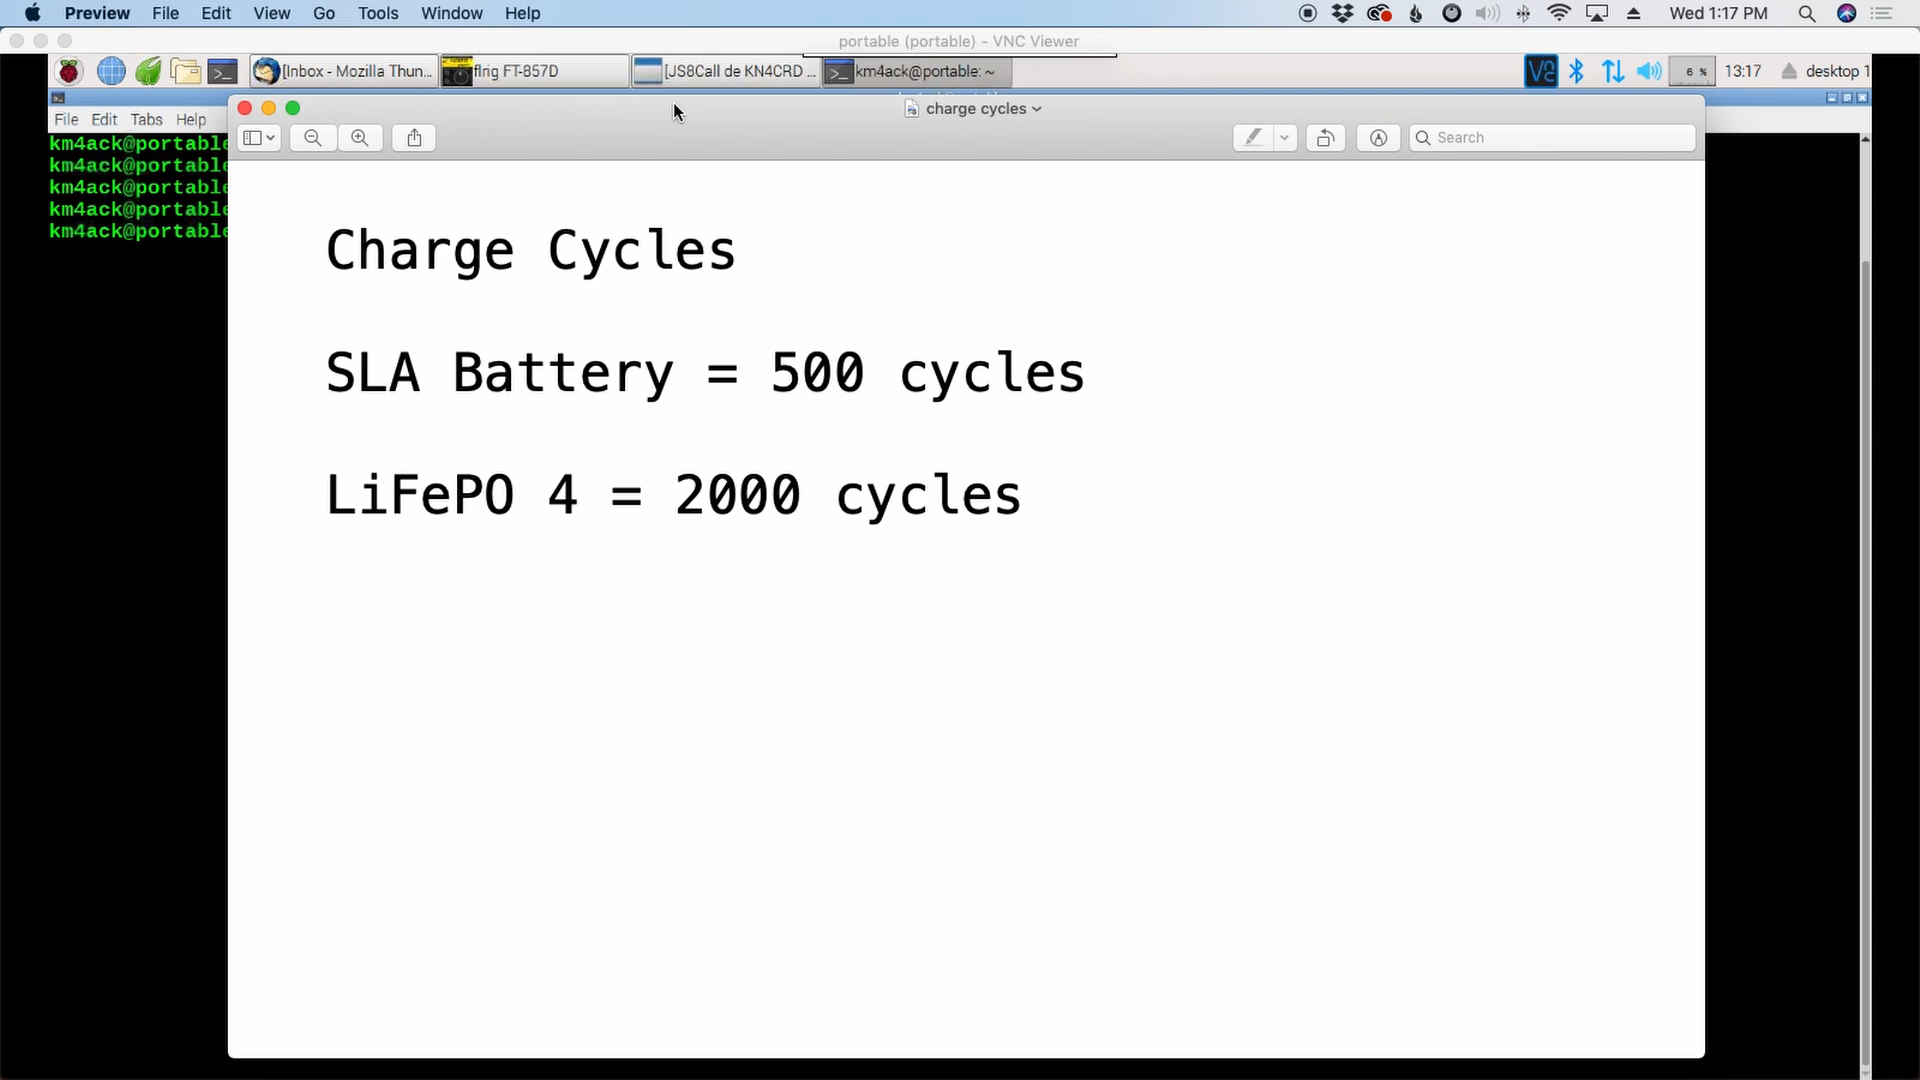 Preview File Edit View Go Tools Window Help Wed 1:17 PM
portable (portable) - VNC Viewer
[Inbox - Mozilla Thun... flrig FT-857D [JS8Call de KN4CRD ... km4ack@portable: ~ 6 % 13:17 desktop 1
charge cycles
File Edit Tabs Help
Search
km4ack@portable
km4ack@portable
km4ack@portable
km4ack@portable
km4ack@portable
Charge Cycles
SLA Battery = 500 cycles
LiFePO 4 = 2000 cycles